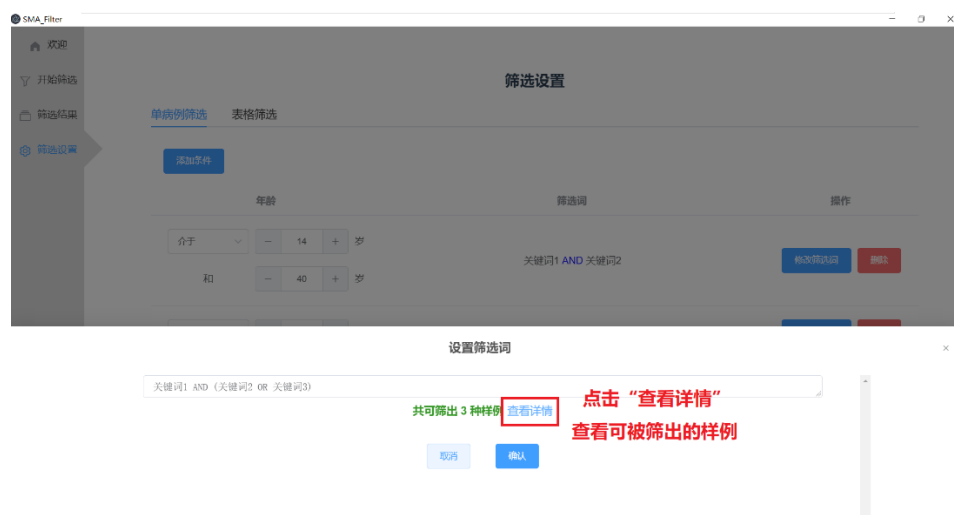 SMA_Filter
欢迎
开始筛选
筛选结果
筛选设置
筛选设置
单病例筛选 表格筛选
添加条件
年龄 筛选词 操作
介于 － 14 + 岁
关键词1 AND 关键词2 修改筛选词 删除
和 － 40 + 岁
设置筛选词
关键词1 AND (关键词2 OR 关键词3)
共可筛出 3 种样例 查看详情
点击“查看详情”
查看可被筛出的样例
取消 确认